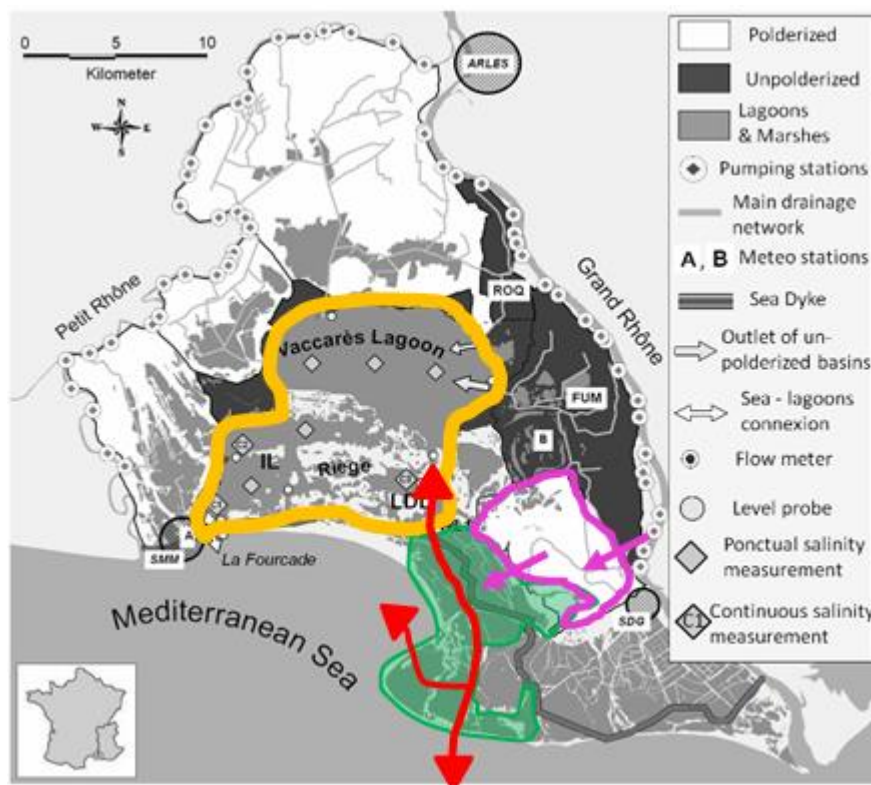 0 5 10
Kilometer
N
W E
S
ARLES
Petit Rhône
Grand Rhône
ROQ
Vaccarès Lagoon
FUM
B
IL
Riège
A
SMM
La Fourcade
SDG
Mediterranean Sea
Polderized
Unpolderized
Lagoons
& Marshes
Pumping stations
Main drainage
network
A, B Meteo stations
Sea Dyke
Outlet of un-
polderized basins
Sea - lagoons
connexion
Flow meter
Level probe
Ponctual salinity
measurement
C1 Continuous salinity
measurement